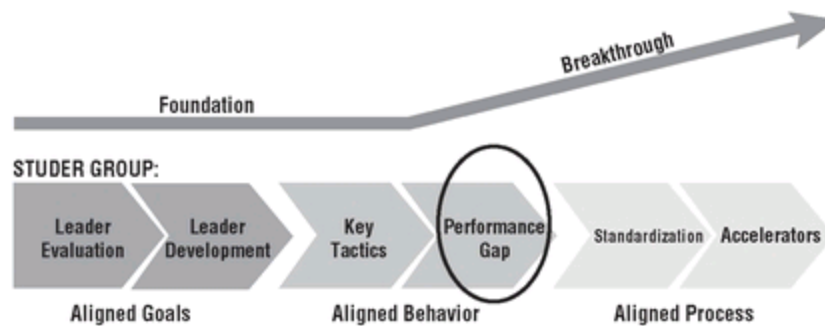 Breakthrough
Foundation
STUDER GROUP:
Leader
Evaluation
Leader
Development
Key
Tactics
Performance
Gap
Standardization
Accelerators
Aligned Goals
Aligned Behavior
Aligned Process